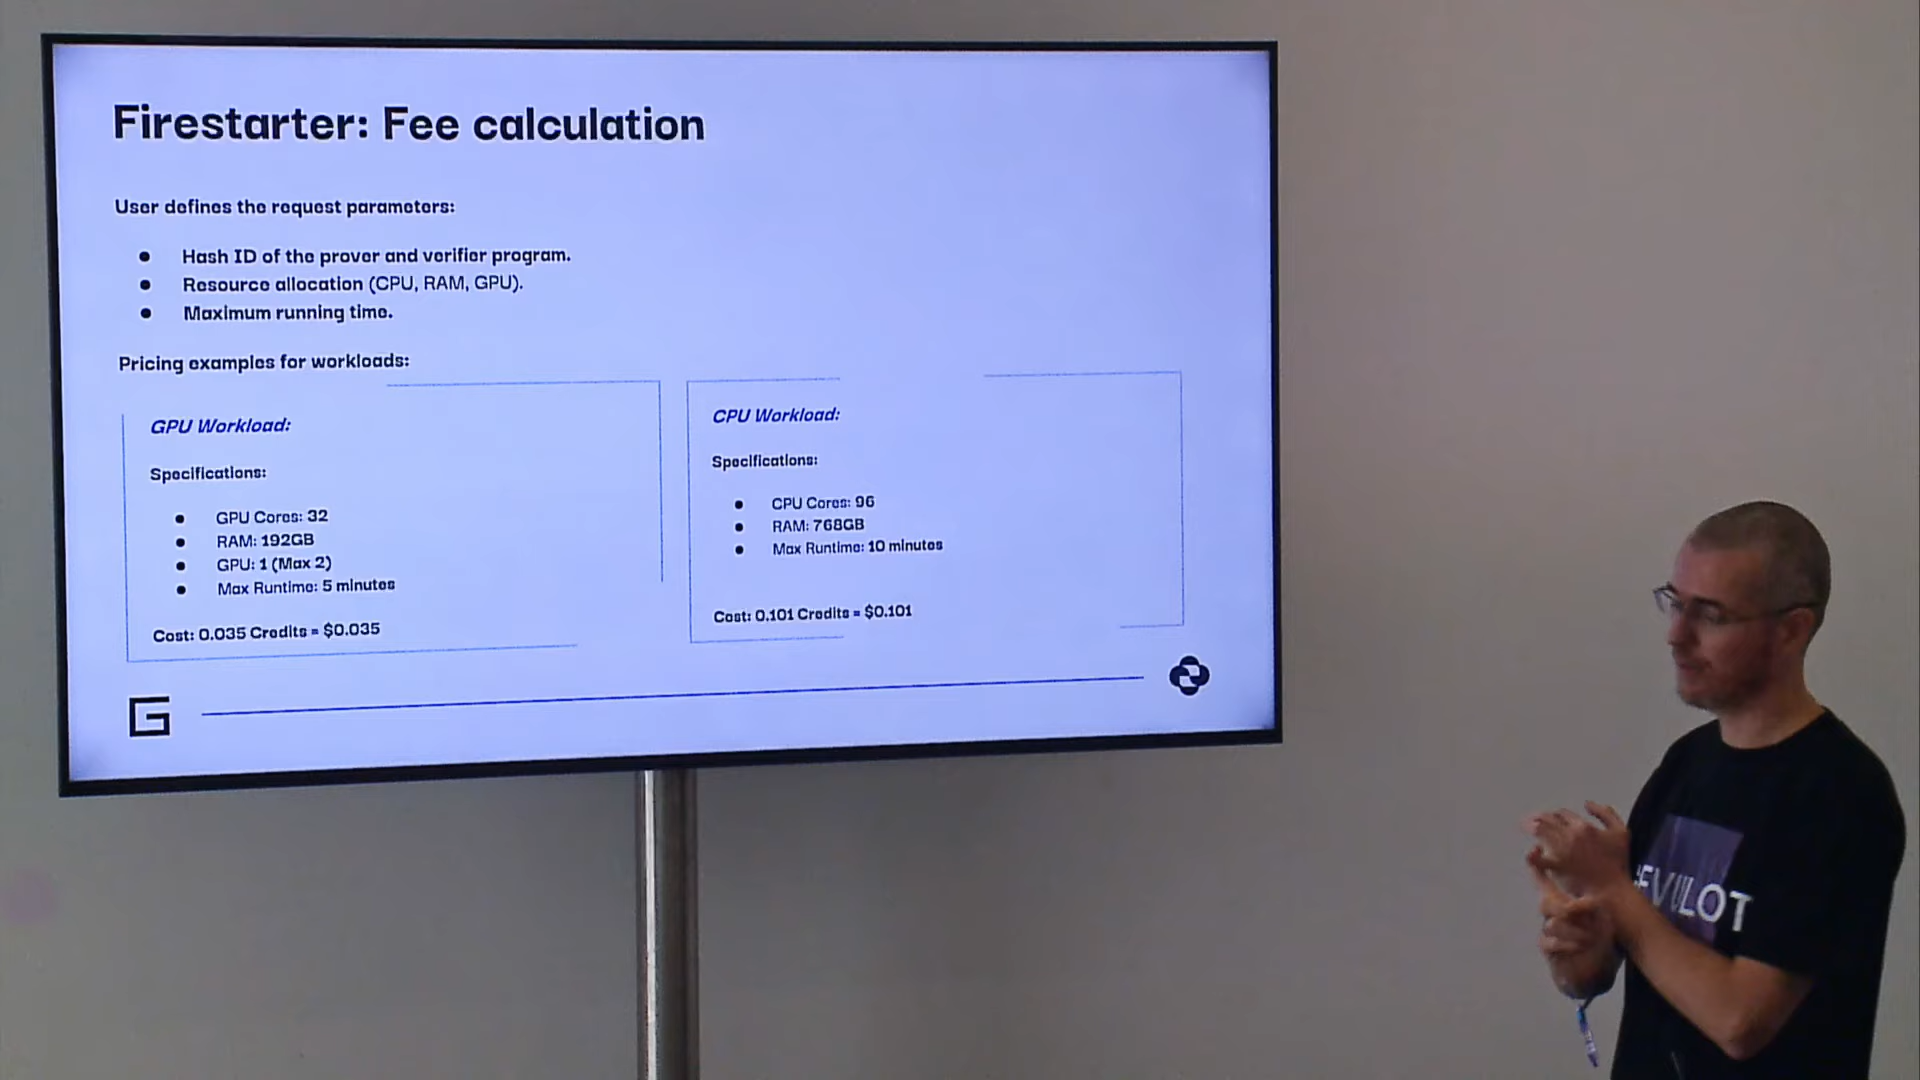 Firestarter: Fee calculation
User defines the request parameters:
Hash ID of the prover and verifier program.
Resource allocation (CPU, RAM, GPU).
Maximum running time.
Pricing examples for workloads:
GPU Workload:
Specifications:
GPU Cores: 32
RAM: 192GB
GPU: 1 (Max 2)
Max Runtime: 5 minutes
Cost: 0.035 Credits = $0.035
CPU Workload:
Specifications:
CPU Cores: 96
RAM: 768GB
Max Runtime: 10 minutes
Cost: 0.101 Credits = $0.101
G